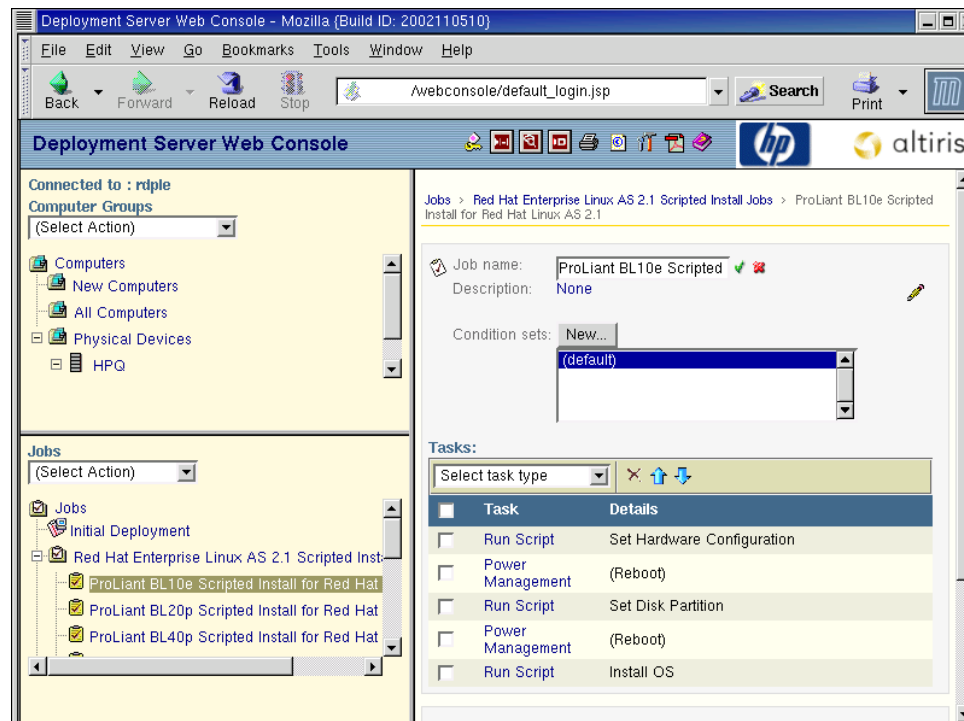 Deployment Server Web Console - Mozilla {Build ID: 2002110510}
File Edit View Go Bookmarks Tools Window Help
Back Forward Reload Stop /webconsole/default_login.jsp Search Print
Deployment Server Web Console
hp altiris
Connected to : rdple
Computer Groups
(Select Action)
Computers
New Computers
All Computers
Physical Devices
HPQ
Jobs
(Select Action)
Jobs
Initial Deployment
Red Hat Enterprise Linux AS 2.1 Scripted Inst
ProLiant BL10e Scripted Install for Red Hat
ProLiant BL20p Scripted Install for Red Hat
ProLiant BL40p Scripted Install for Red Hat
Jobs > Red Hat Enterprise Linux AS 2.1 Scripted Install Jobs > ProLiant BL10e Scripted
Install for Red Hat Linux AS 2.1
Job name: ProLiant BL10e Scripted
Description: None
Condition sets: New...
(default)
Tasks:
Select task type
Task Details
Run Script Set Hardware Configuration
Power
Management (Reboot)
Run Script Set Disk Partition
Power
Management (Reboot)
Run Script Install OS